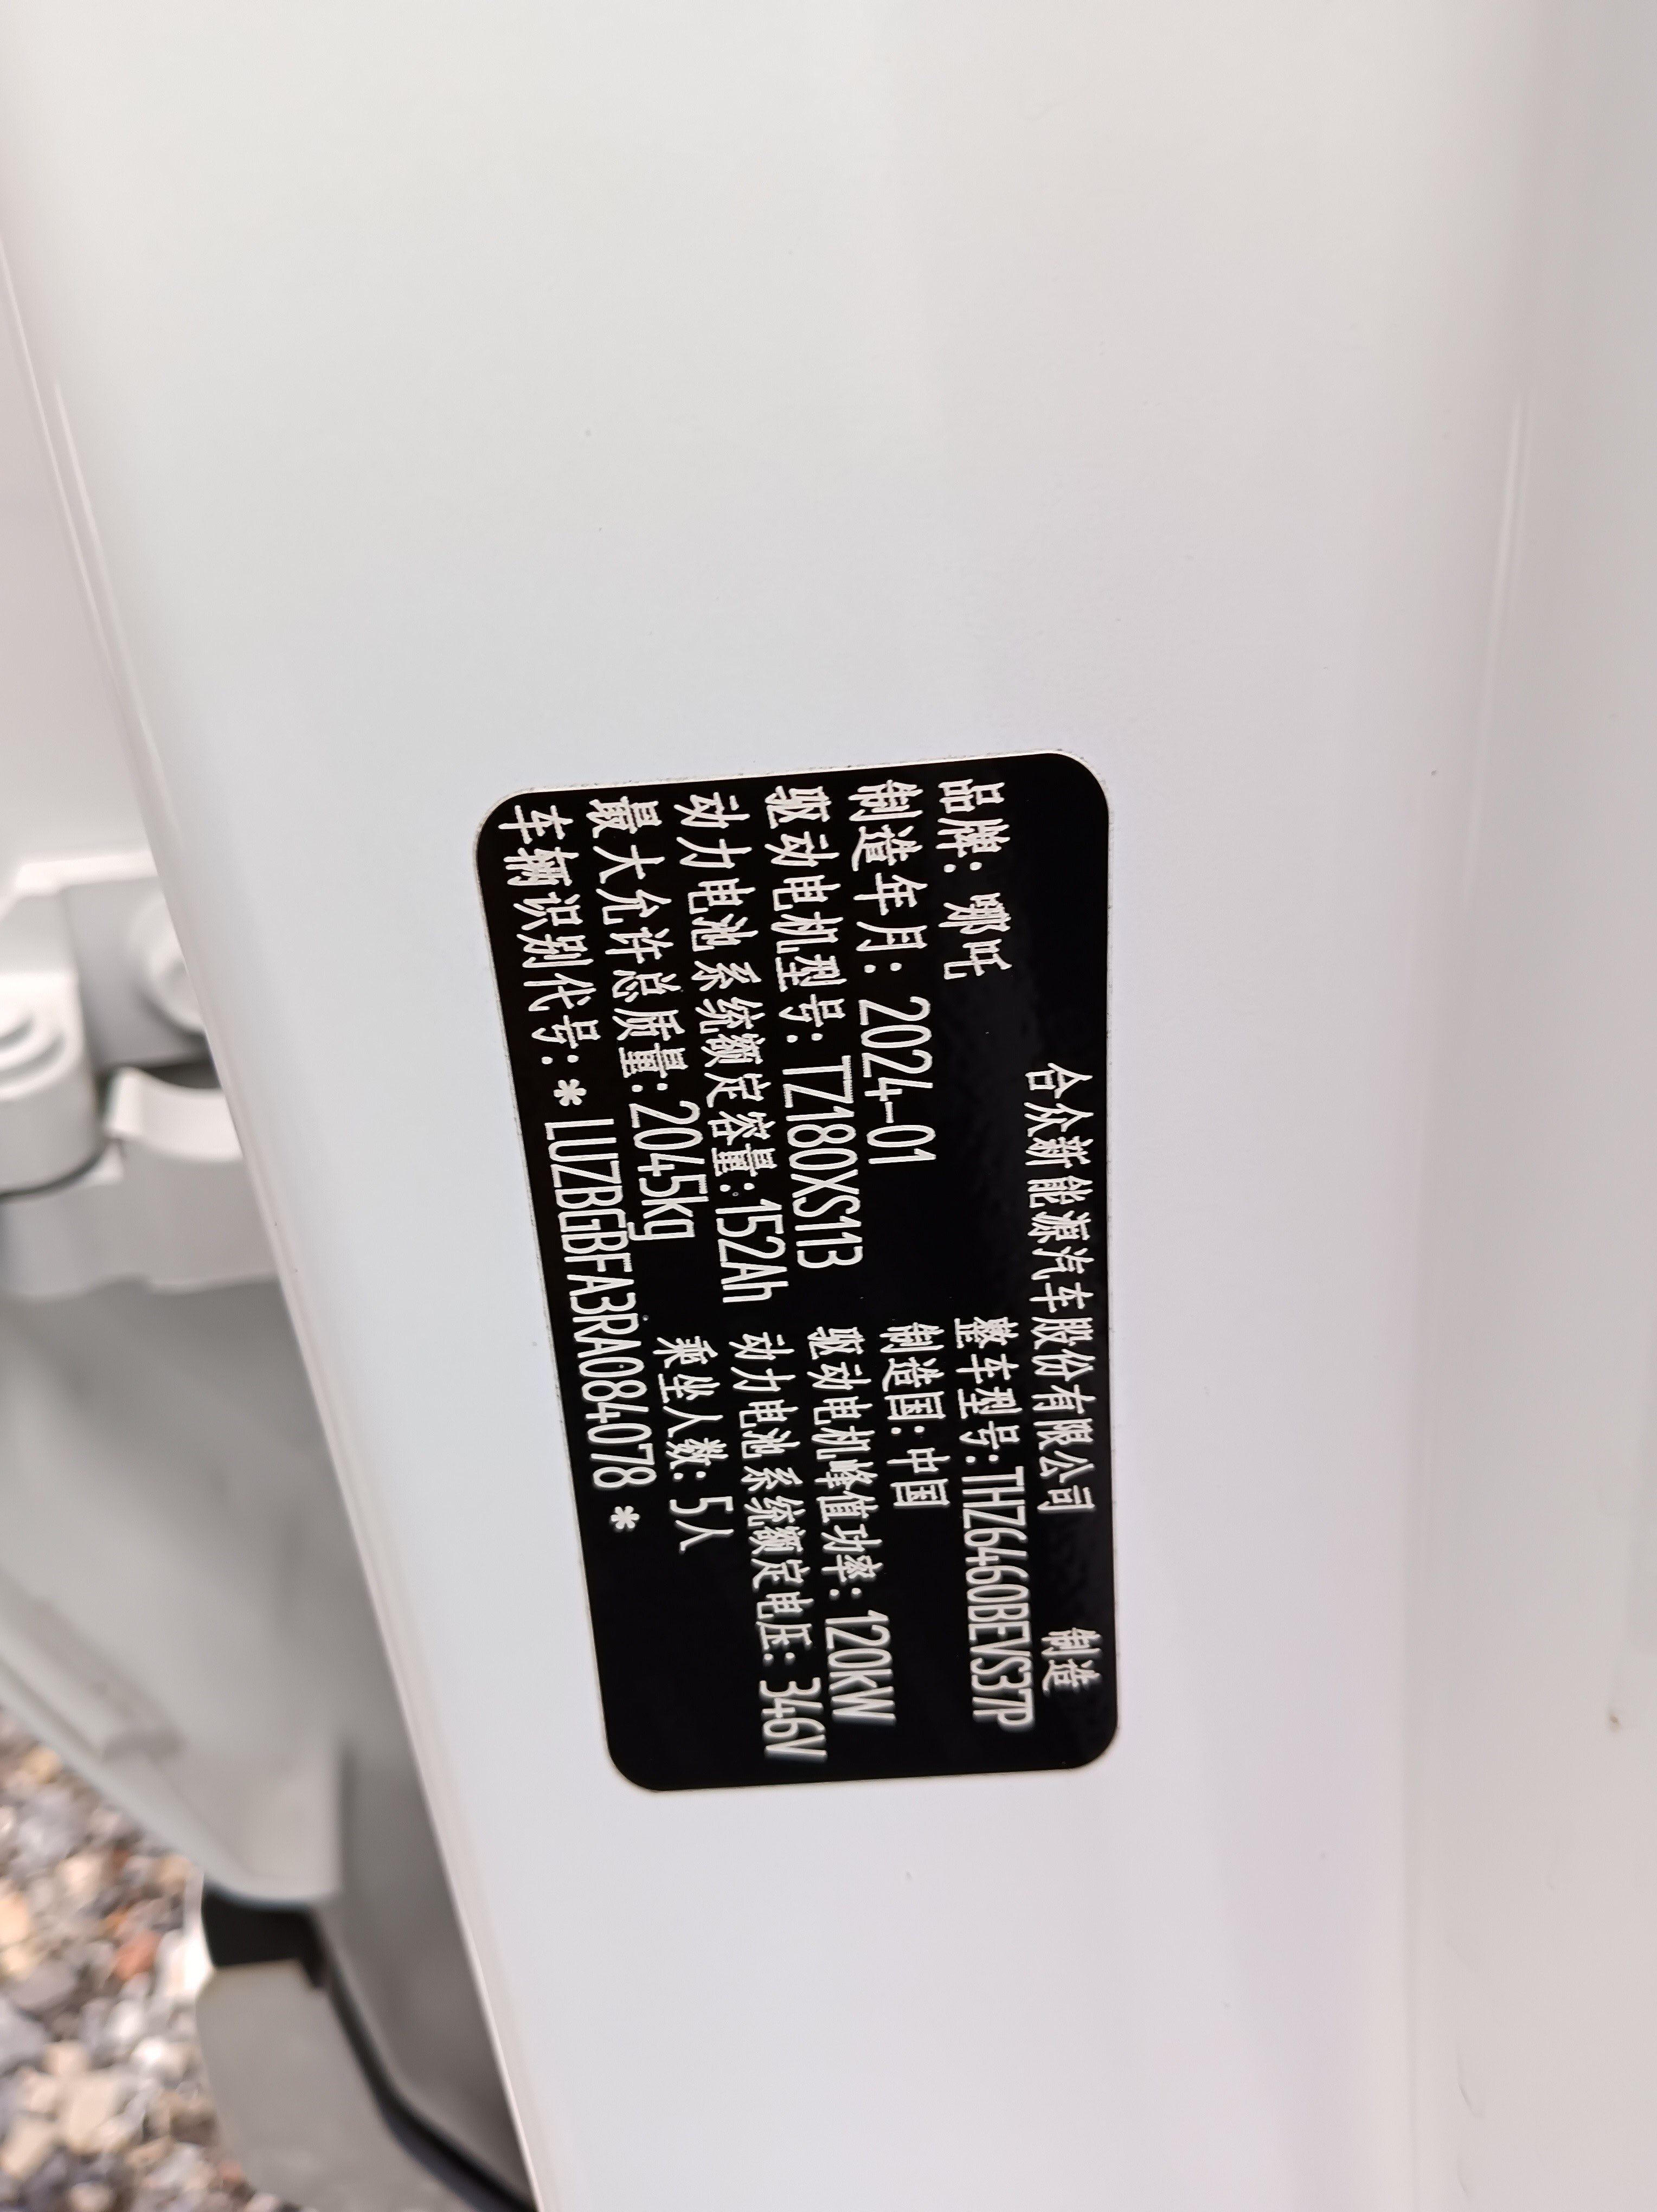 合众新能源汽车股份有限公司 制造
品牌：哪吒 整车型号：THZ6460BEVS37P
制造年月：2024-01 制造国：中国
驱动电机型号：TZ180XS113 驱动电机峰值功率：120kW
动力电池系统额定容量：152Ah 动力电池系统额定电压：346V
最大允许总质量：2045kg 乘坐人数：5人
车辆识别代号：＊LUZBGBFA3RA084078＊